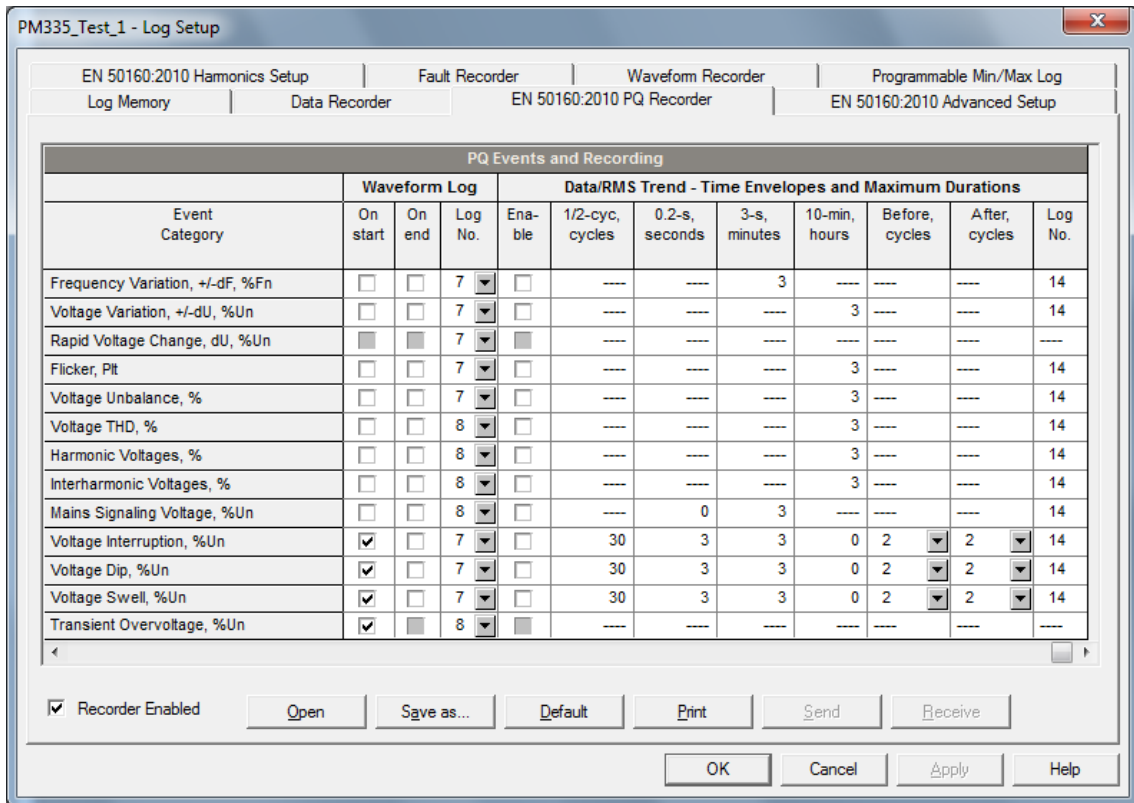 PM335_Test_1 - Log Setup
x
EN 50160:2010 Harmonics Setup Fault Recorder Waveform Recorder Programmable Min/Max Log
Log Memory Data Recorder EN 50160:2010 PQ Recorder EN 50160:2010 Advanced Setup
PQ Events and Recording
Waveform Log Data/RMS Trend - Time Envelopes and Maximum Durations
Event On On Log Ena- 1/2-cyc, 0.2-s, 3-s, 10-min, Before, After, Log
Category start end No. ble cycles seconds minutes hours cycles cycles No.
Frequency Variation, +/-dF, %Fn 7 ---- ---- 3 ---- ---- ---- 14
Voltage Variation, +/-dU, %Un 7 ---- ---- ---- 3 ---- ---- 14
Rapid Voltage Change, dU, %Un 7 ---- ---- ---- ---- ---- ---- ----
Flicker, Plt 7 ---- ---- ---- 3 ---- ---- 14
Voltage Unbalance, % 7 ---- ---- ---- 3 ---- ---- 14
Voltage THD, % 8 ---- ---- ---- 3 ---- ---- 14
Harmonic Voltages, % 8 ---- ---- ---- 3 ---- ---- 14
Interharmonic Voltages, % 8 ---- ---- ---- 3 ---- ---- 14
Mains Signaling Voltage, %Un 8 ---- 0 3 ---- ---- ---- 14
Voltage Interruption, %Un 7 30 3 3 0 2 2 14
Voltage Dip, %Un 7 30 3 3 0 2 2 14
Voltage Swell, %Un 7 30 3 3 0 2 2 14
Transient Overvoltage, %Un 8 ---- ---- ---- ---- ---- ---- ----
Recorder Enabled Open Save as... Default Print Send Receive
OK Cancel Apply Help